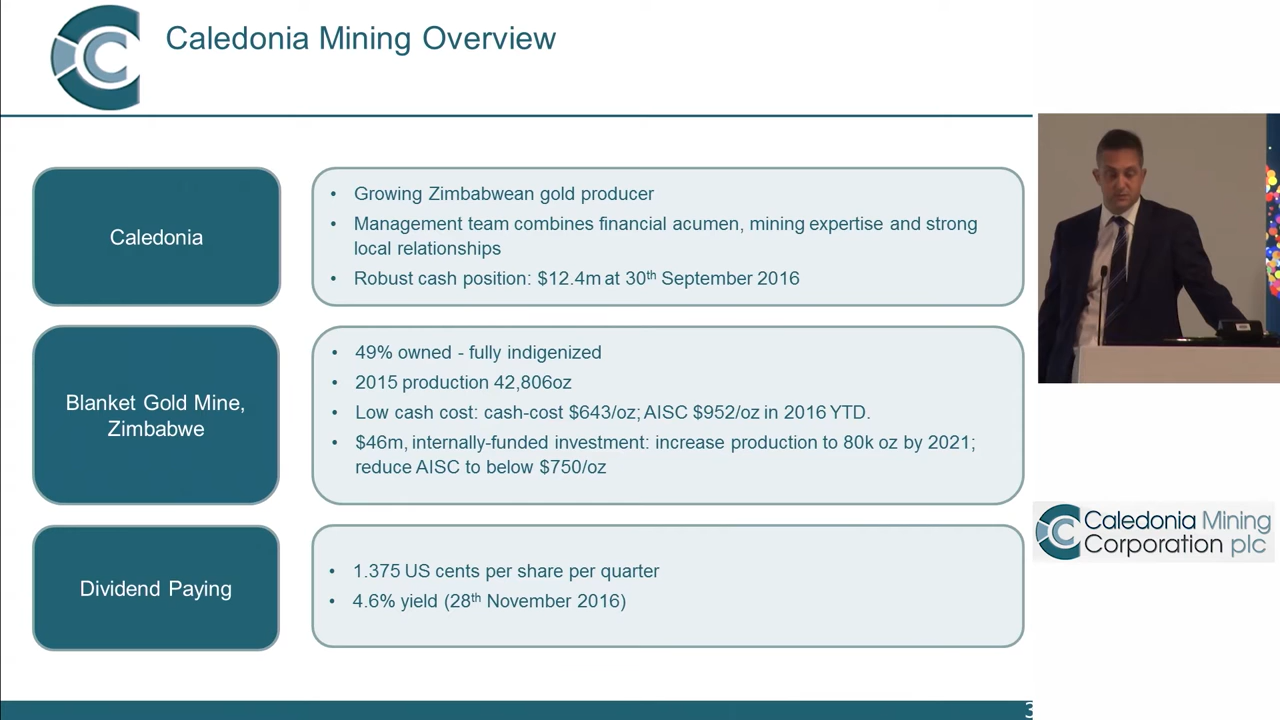 Caledonia Mining Overview
Caledonia
• Growing Zimbabwean gold producer
• Management team combines financial acumen, mining expertise and strong
local relationships
• Robust cash position: $12.4m at 30th September 2016
Blanket Gold Mine,
Zimbabwe
• 49% owned - fully indigenized
• 2015 production 42,806oz
• Low cash cost: cash-cost $643/oz; AISC $952/oz in 2016 YTD.
• $46m, internally-funded investment: increase production to 80k oz by 2021;
reduce AISC to below $750/oz
Dividend Paying
• 1.375 US cents per share per quarter
• 4.6% yield (28th November 2016)
Caledonia Mining
Corporation plc
3